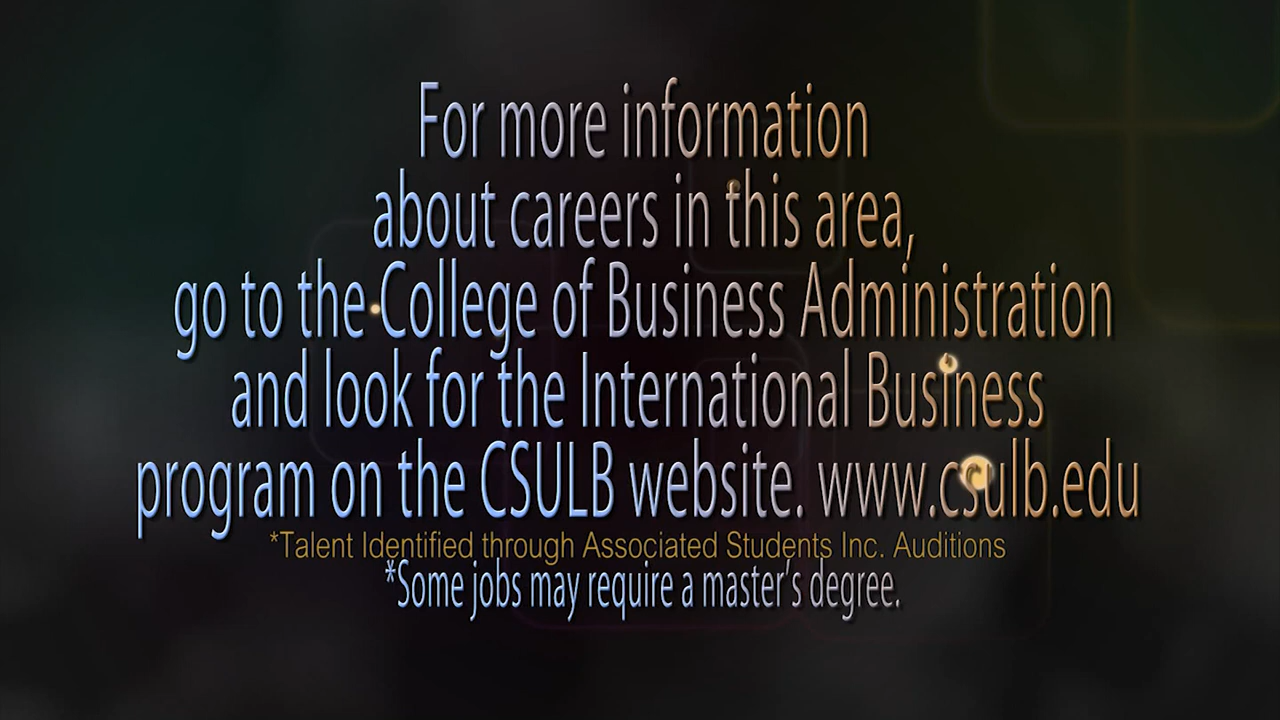 For more information
about careers in this area,
go to the College of Business Administration
and look for the International Business
program on the CSULB website. www.csulb.edu
*Talent Identified through Associated Students Inc. Auditions
*Some jobs may require a master's degree.